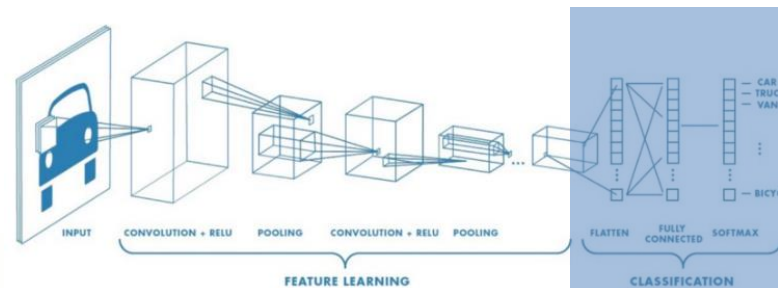 CAR
TRUC
VAN
BICYC
INPUT
CONVOLUTION + RELU
POOLING
CONVOLUTION + RELU
POOLING
FLATTEN
FULLY
CONNECTED
SOFTMAX
FEATURE LEARNING
CLASSIFICATION